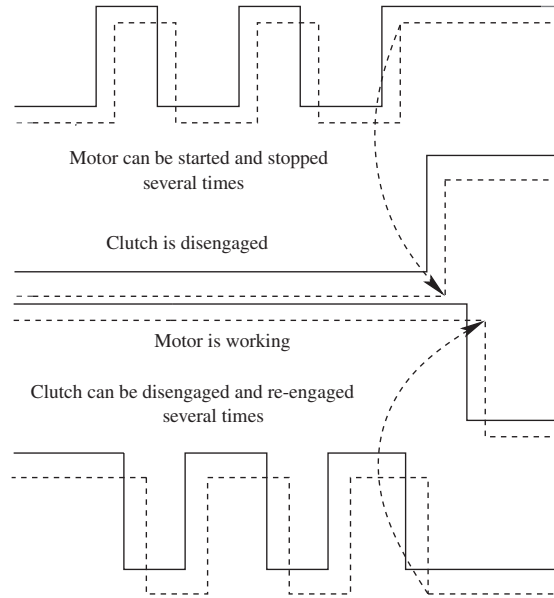 Motor can be started and stopped
several times
Clutch is disengaged
Motor is working
Clutch can be disengaged and re-engaged
several times